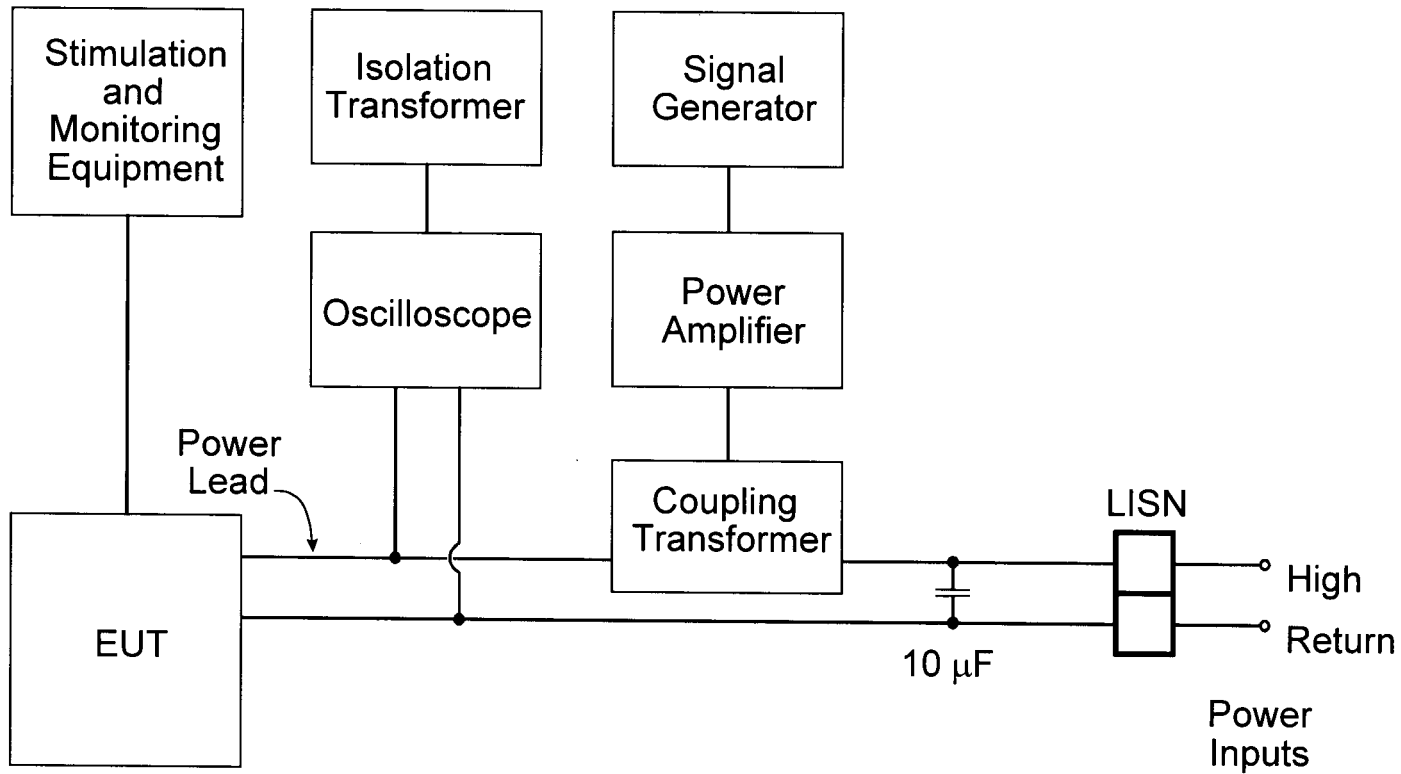 Stimulation
and
Monitoring
Equipment
Isolation
Transformer
Signal
Generator
Oscilloscope
Power
Amplifier
Power
Lead
Coupling
Transformer
LISN
High
Return
EUT
10 μF
Power
Inputs